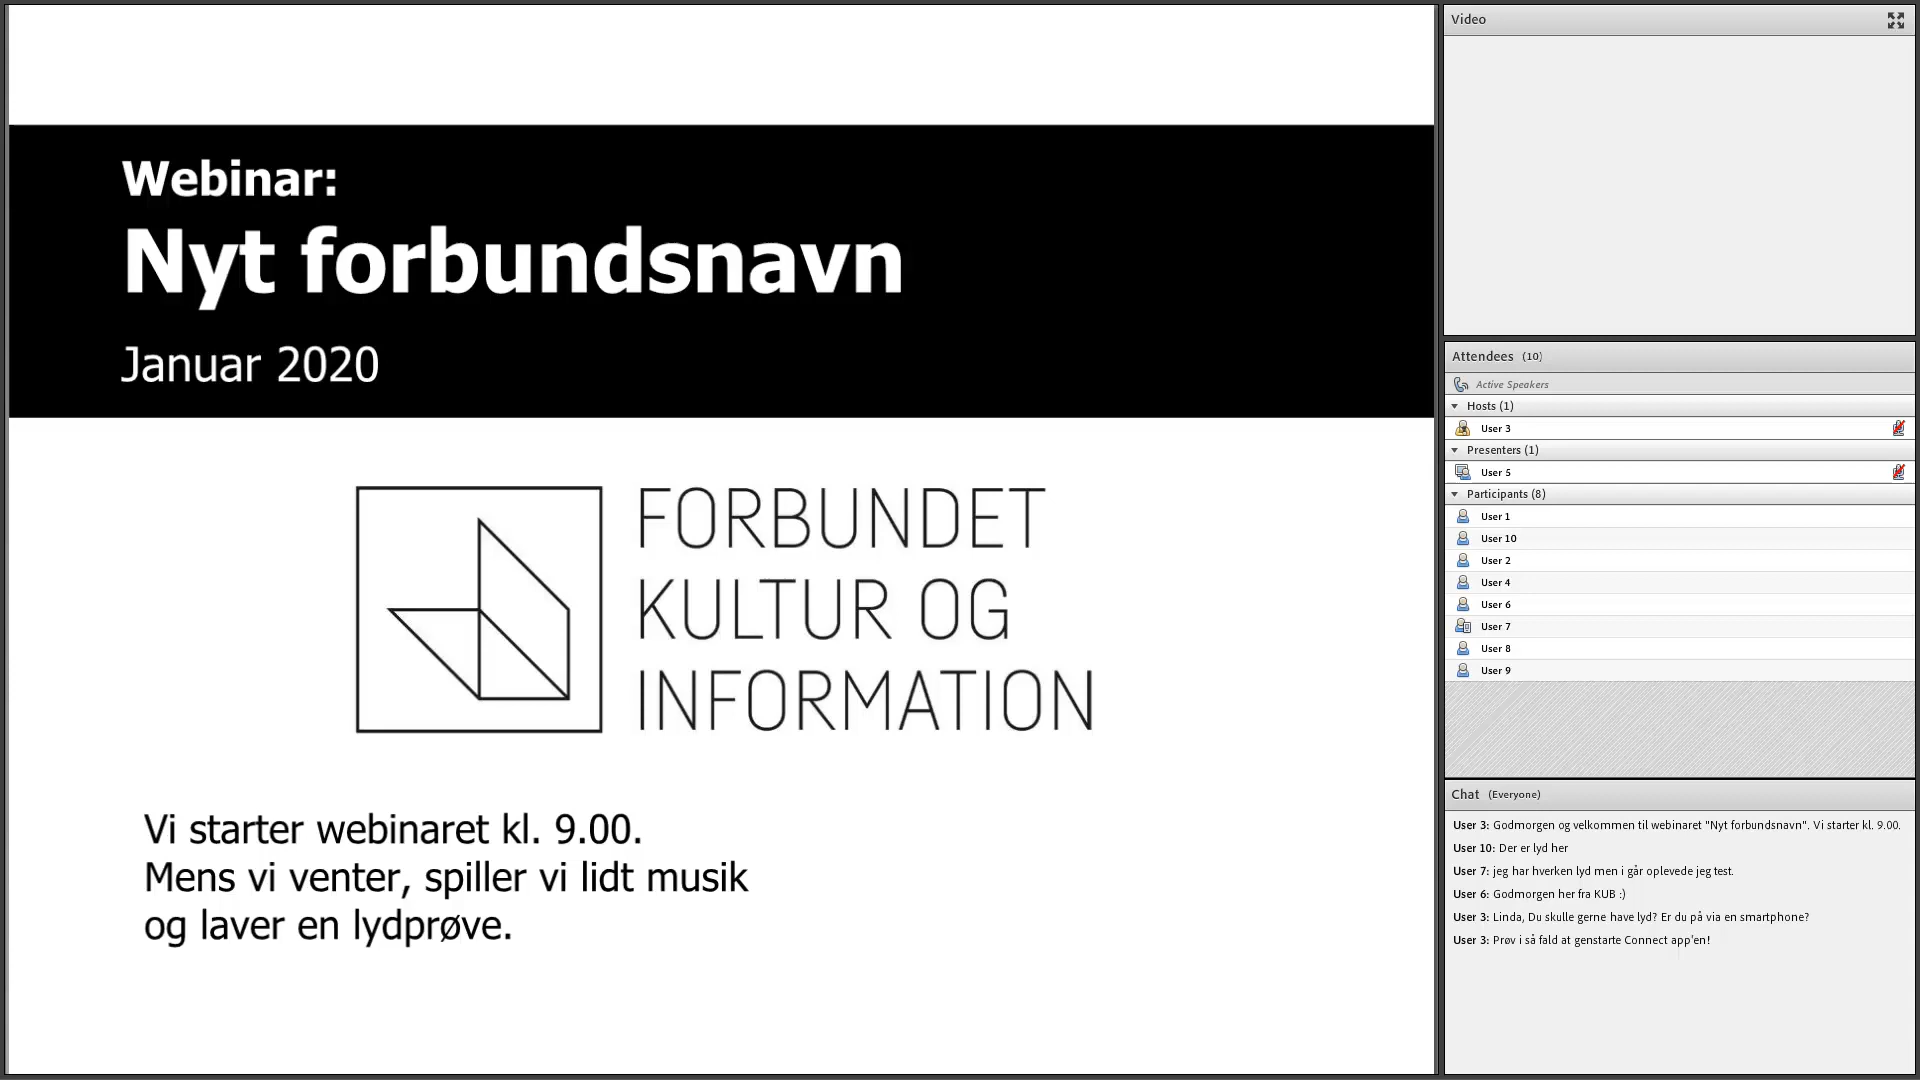 Webinar:
Nyt forbundsnavn
Januar 2020
FORBUNDET
KULTUR OG
INFORMATION
Vi starter webinaret kl. 9.00.
Mens vi venter, spiller vi lidt musik
og laver en lydprøve.
Video
Attendees (10)
Active Speakers
Hosts (1)
User 3
Presenters (1)
User 5
Participants (8)
User 1
User 10
User 2
User 4
User 6
User 7
User 8
User 9
Chat (Everyone)
User 3: Godmorgen og velkommen til webinaret "Nyt forbundsnavn". Vi starter kl. 9.00.
User 10: Der er lyd her
User 7: jeg har hverken lyd men i går oplevede jeg test.
User 6: Godmorgen her fra KUB :)
User 3: Linda, Du skulle gerne have lyd? Er du på via en smartphone?
User 3: Prøv i så fald at genstarte Connect app'en!